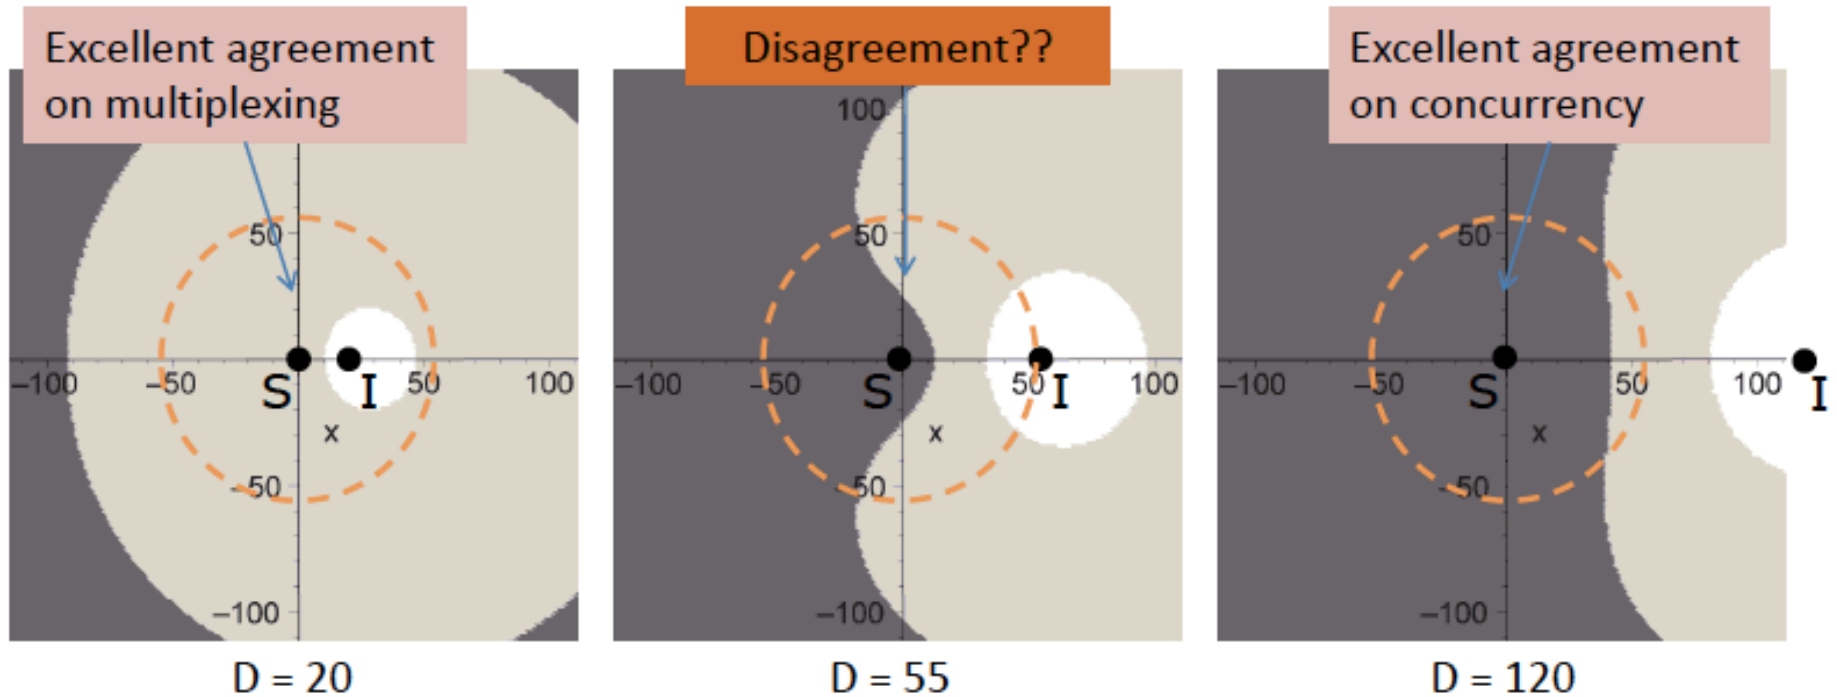 Excellent agreement
on multiplexing
50
–100
–50
50
100
S
I
x
–50
–100
D = 20
Disagreement??
100
50
–100
–50
50
100
S
I
x
–50
–100
D = 55
Excellent agreement
on concurrency
50
–100
–50
50
100
S
I
x
–50
–100
D = 120